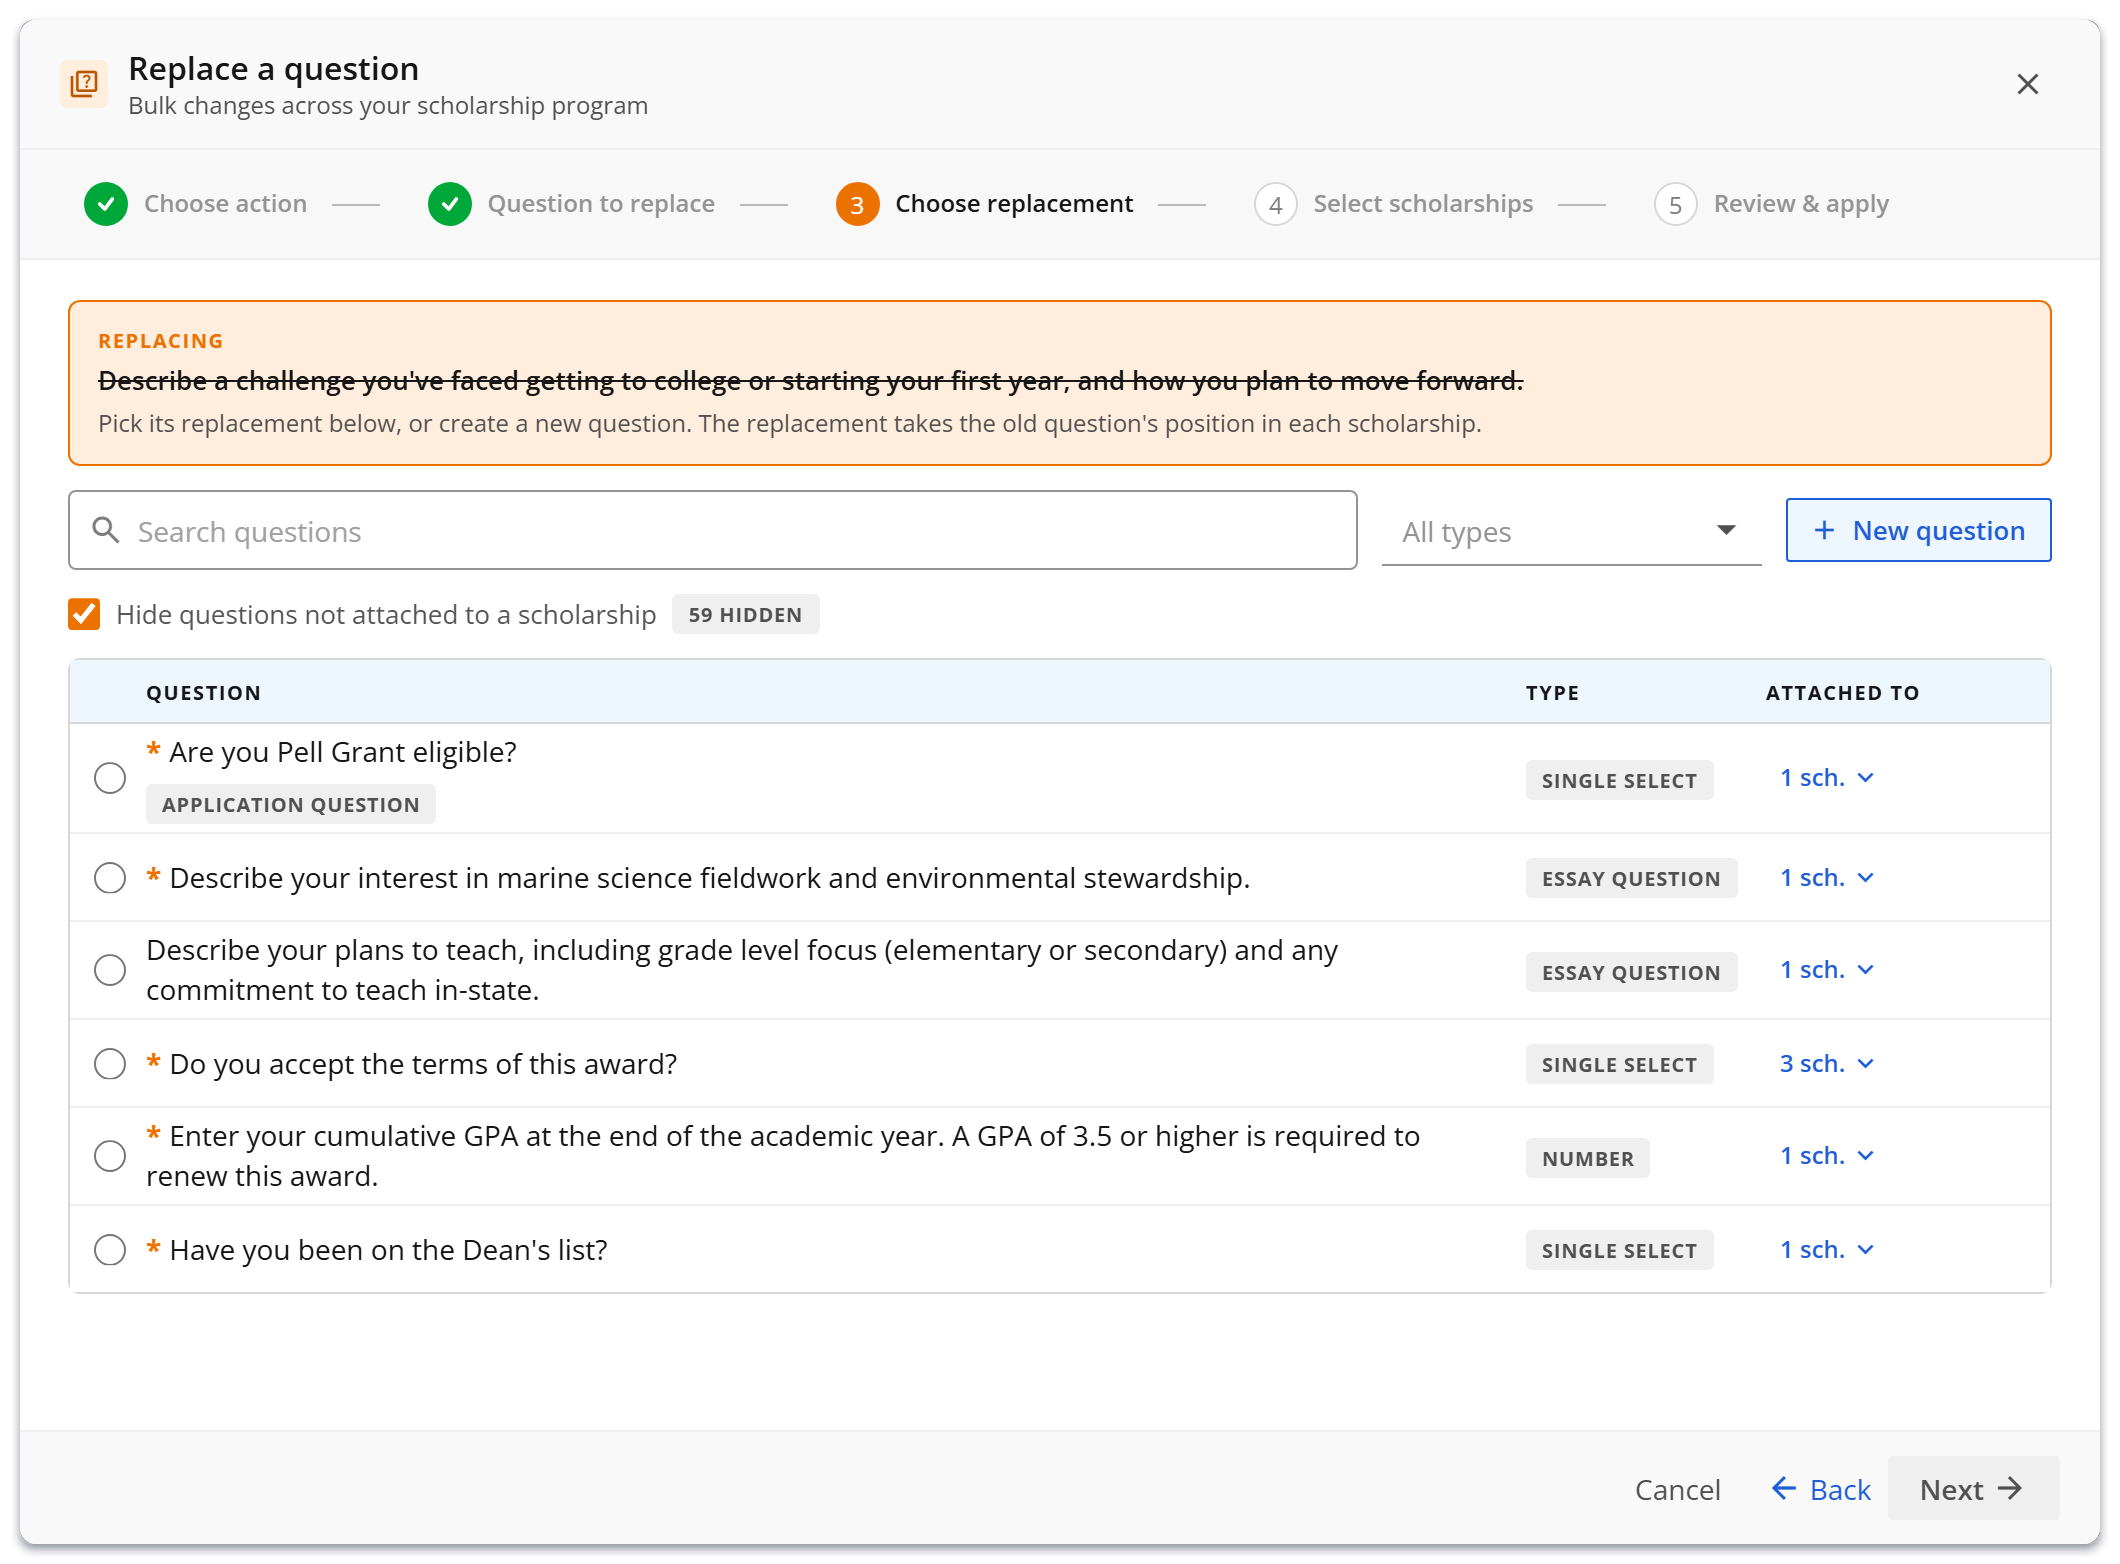 Replace a question
Bulk changes across your scholarship program
Choose action
Question to replace
3 Choose replacement
4 Select scholarships
5 Review & apply
REPLACING
Describe a challenge you've faced getting to college or starting your first year, and how you plan to move forward.
Pick its replacement below, or create a new question. The replacement takes the old question's position in each scholarship.
Search questions
All types
+ New question
Hide questions not attached to a scholarship 59 HIDDEN
QUESTION TYPE ATTACHED TO
* Are you Pell Grant eligible?
APPLICATION QUESTION
SINGLE SELECT
1 sch.
* Describe your interest in marine science fieldwork and environmental stewardship.
ESSAY QUESTION
1 sch.
Describe your plans to teach, including grade level focus (elementary or secondary) and any
commitment to teach in-state.
ESSAY QUESTION
1 sch.
* Do you accept the terms of this award?
SINGLE SELECT
3 sch.
* Enter your cumulative GPA at the end of the academic year. A GPA of 3.5 or higher is required to
renew this award.
NUMBER
1 sch.
* Have you been on the Dean's list?
SINGLE SELECT
1 sch.
Cancel
Back
Next